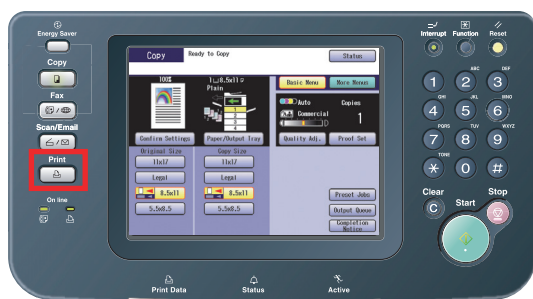 Energy Saver
Copy
Fax
Scan/Email
Print
On line
Copy
Ready to Copy
Status
100%
1 8.5x11
Plain
1
2
3
4
Confirm Settings
Paper/Output Tray
Original Size
Copy Size
11x17
11x17
Legal
Legal
8.5x11
8.5x11
5.5x8.5
5.5x8.5
Basic Menu
More Menus
Auto
Commercial
Copies
1
Quality Adj.
Proof Set
Preset Jobs
Output Queue
Completion
Notice
Interrupt
Function
Reset
1
ABC
2
DEF
3
GHI
4
JKL
5
MNO
6
PQRS
7
TUV
8
WXYZ
9
TONE
*
0
#
Clear
C
Start
Stop
Print Data
Status
Active